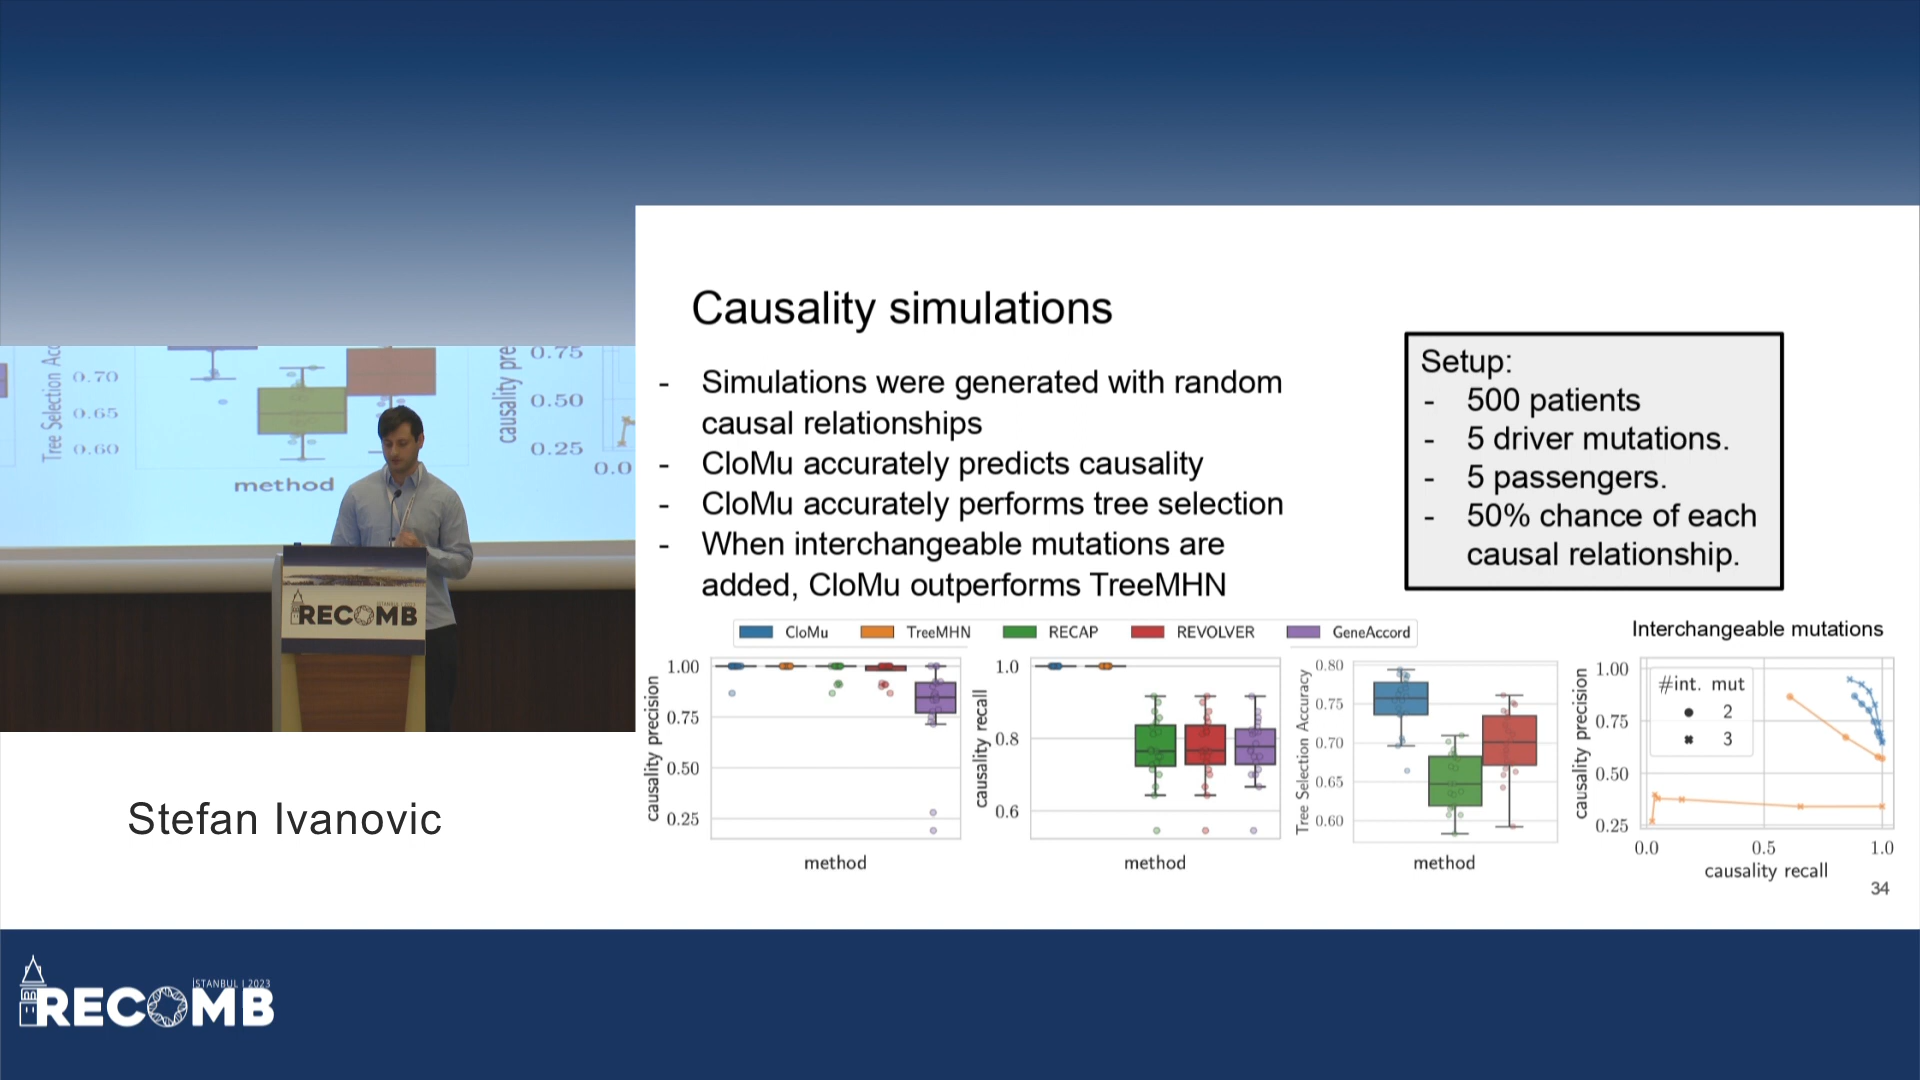 Causality simulations
- Simulations were generated with random
causal relationships
- CloMu accurately predicts causality
- CloMu accurately performs tree selection
- When interchangeable mutations are
added, CloMu outperforms TreeMHN
Setup:
- 500 patients
- 5 driver mutations.
- 5 passengers.
- 50% chance of each
causal relationship.
CloMu TreeMHN RECAP REVOLVER GeneAccord
causality precision
1.00
0.75
0.50
0.25
method
causality recall
1.0
0.8
0.6
method
Tree Selection Accuracy
0.80
0.75
0.70
0.65
0.60
method
Interchangeable mutations
causality precision
1.00
0.75
0.50
0.25
#int. mut
2
3
0.0 0.5 1.0
causality recall
34
Tree Selection Acc
0.70
0.65
0.60
method
causality pre
0.75
0.50
0.25
0.0
RECOMB
Stefan Ivanovic
İSTANBUL | 2023
RECOMB